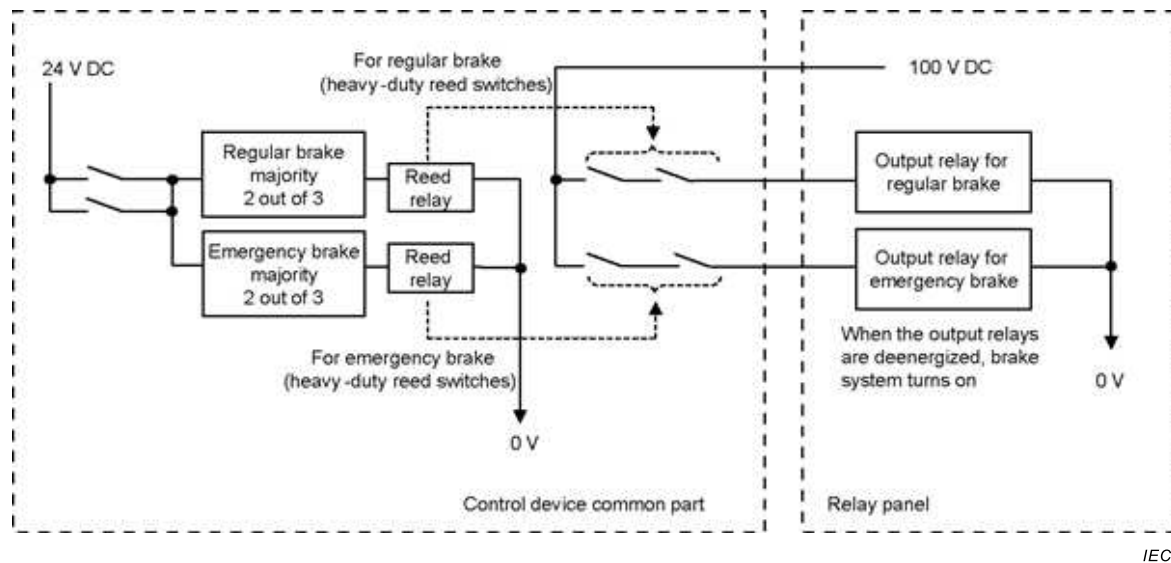 24 V DC
For regular brake
(heavy-duty reed switches)
100 V DC
Regular brake
majority
2 out of 3
Reed
relay
Output relay for
regular brake
Emergency brake
majority
2 out of 3
Reed
relay
Output relay for
emergency brake
For emergency brake
(heavy-duty reed switches)
When the output relays
are deenergized, brake
system turns on
0 V
0 V
Control device common part
Relay panel
IEC